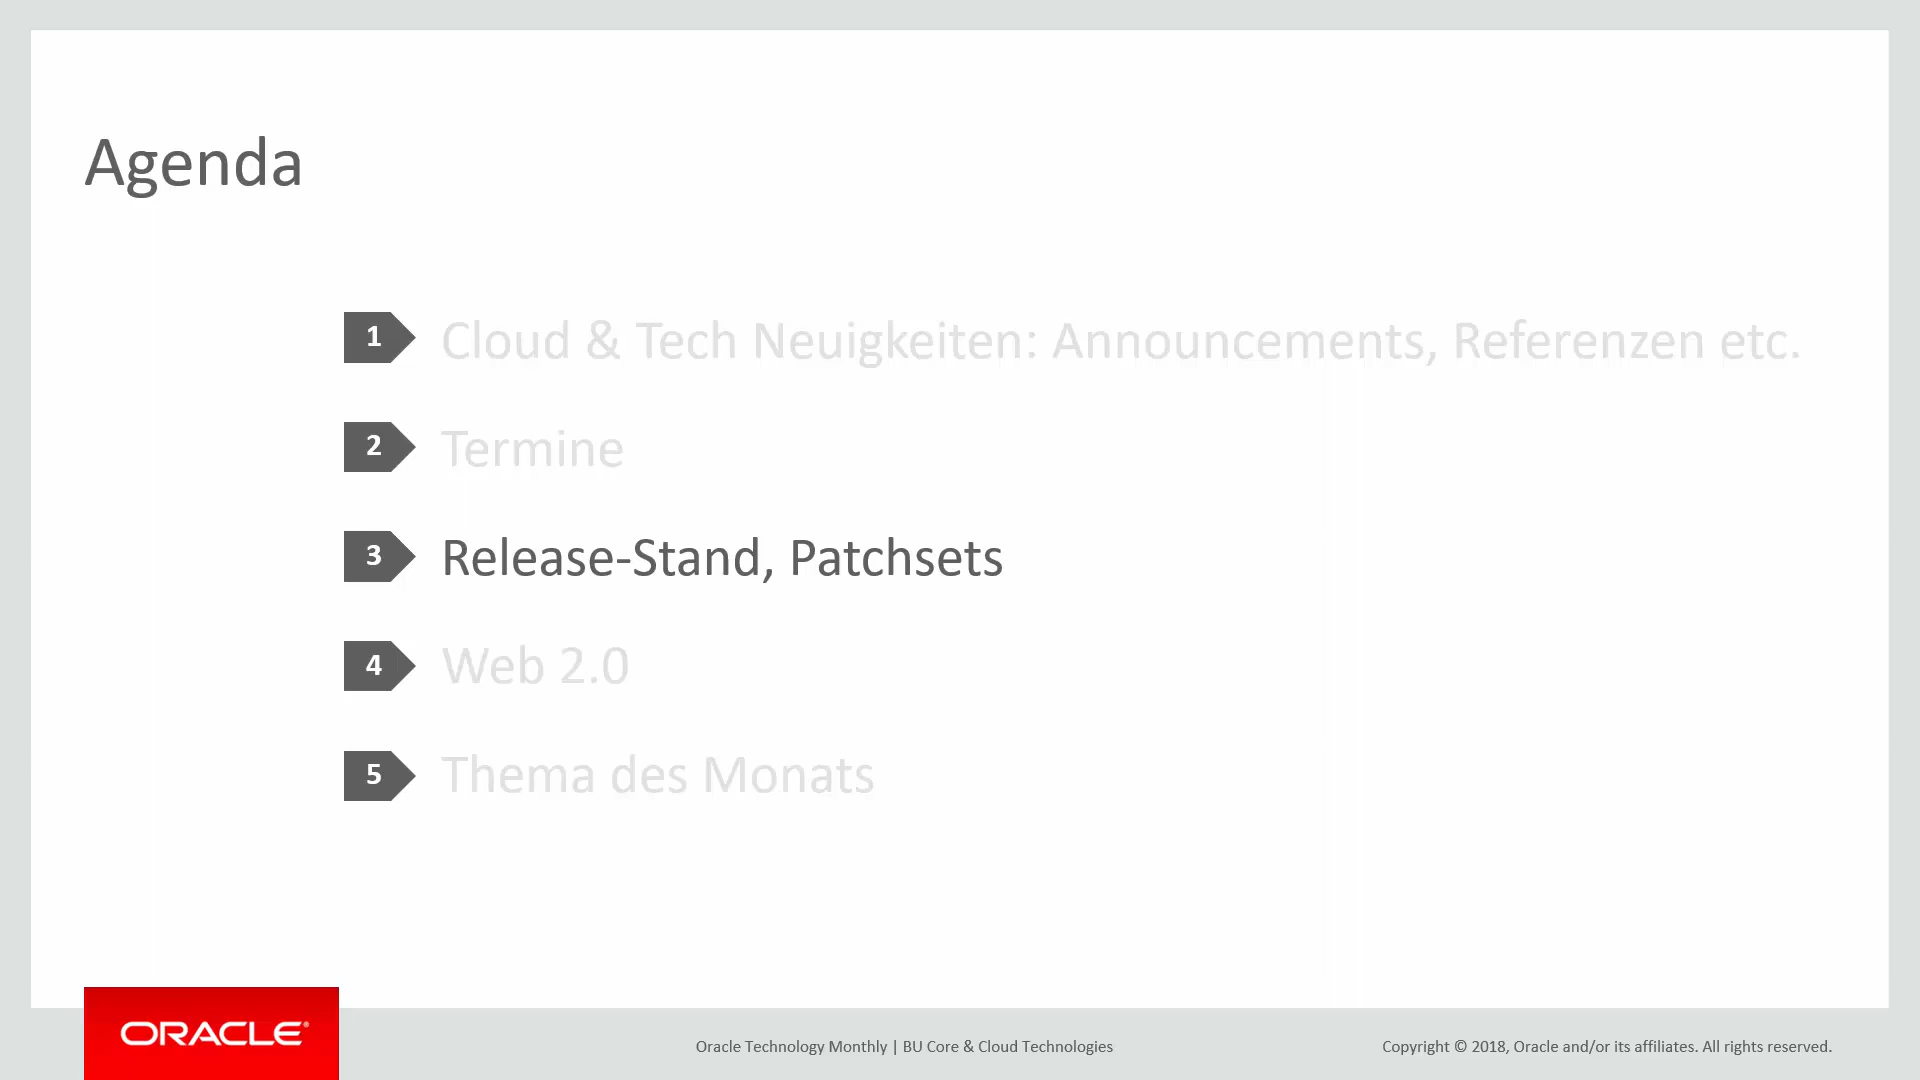 Agenda
1 Cloud & Tech Neuigkeiten: Announcements, Referenzen etc.
2 Termine
3 Release-Stand, Patchsets
4 Web 2.0
5 Thema des Monats
ORACLE®
Oracle Technology Monthly | BU Core & Cloud Technologies
Copyright © 2018, Oracle and/or its affiliates. All rights reserved.